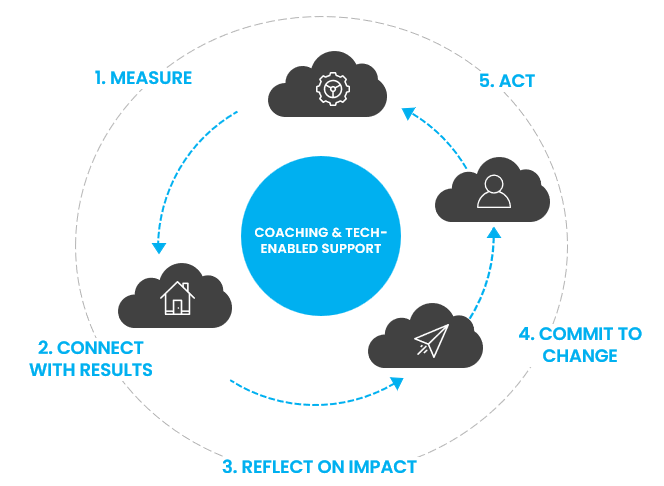 1. MEASURE
5. ACT
COACHING & TECH-
ENABLED SUPPORT
2. CONNECT
WITH RESULTS
4. COMMIT TO
CHANGE
3. REFLECT ON IMPACT